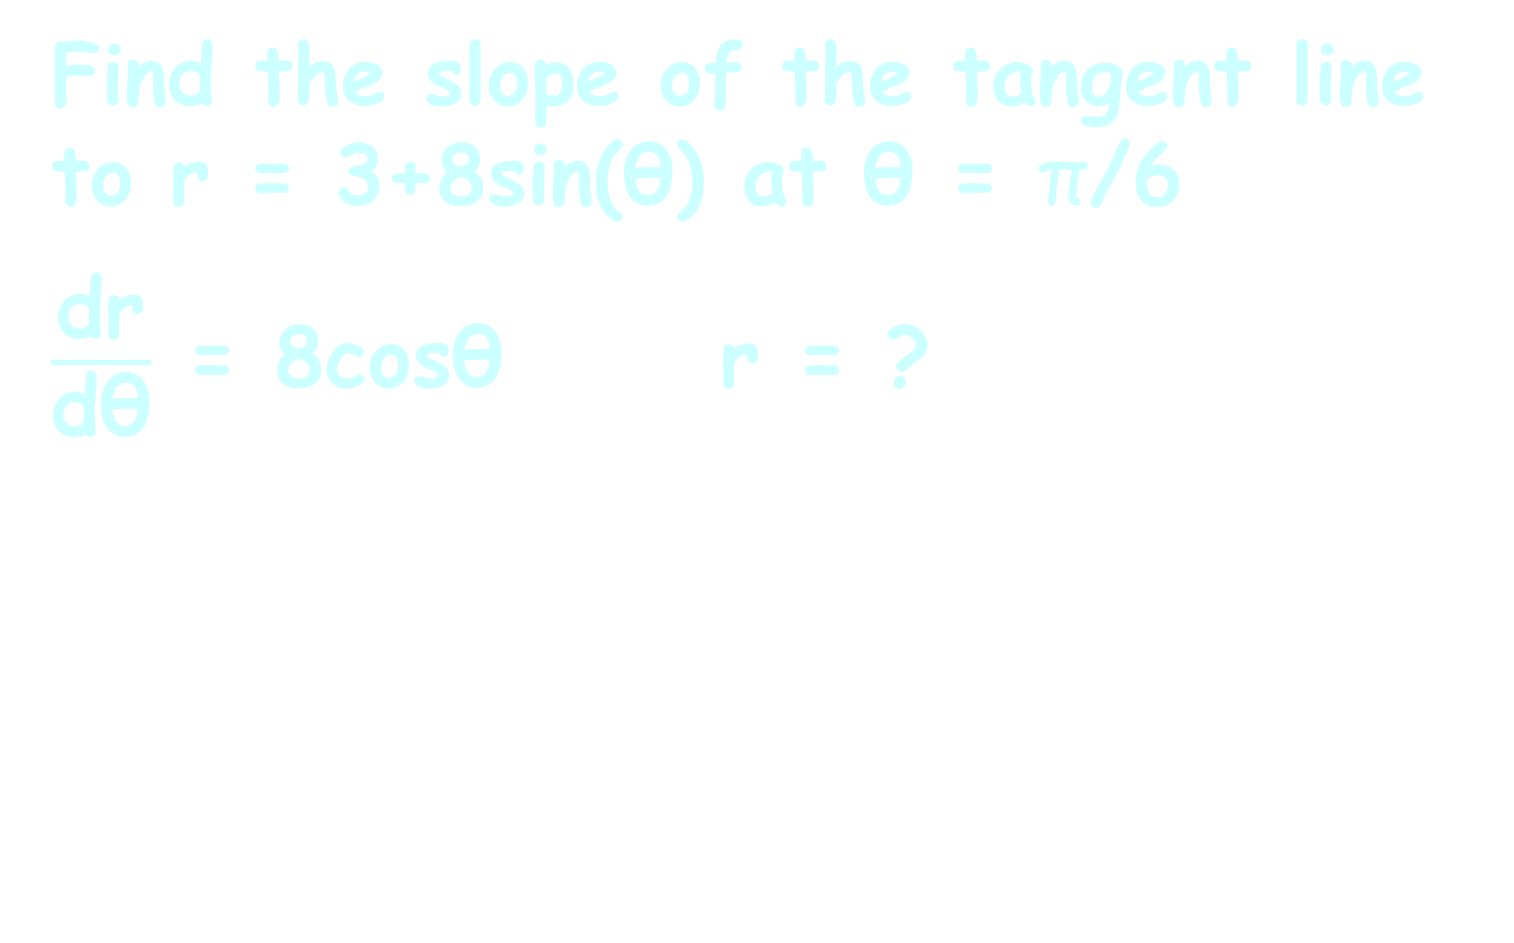 Find the slope of the tangent line
to r = 3+8sin(θ) at θ = π/6
dr/dθ = 8cosθ r = ?